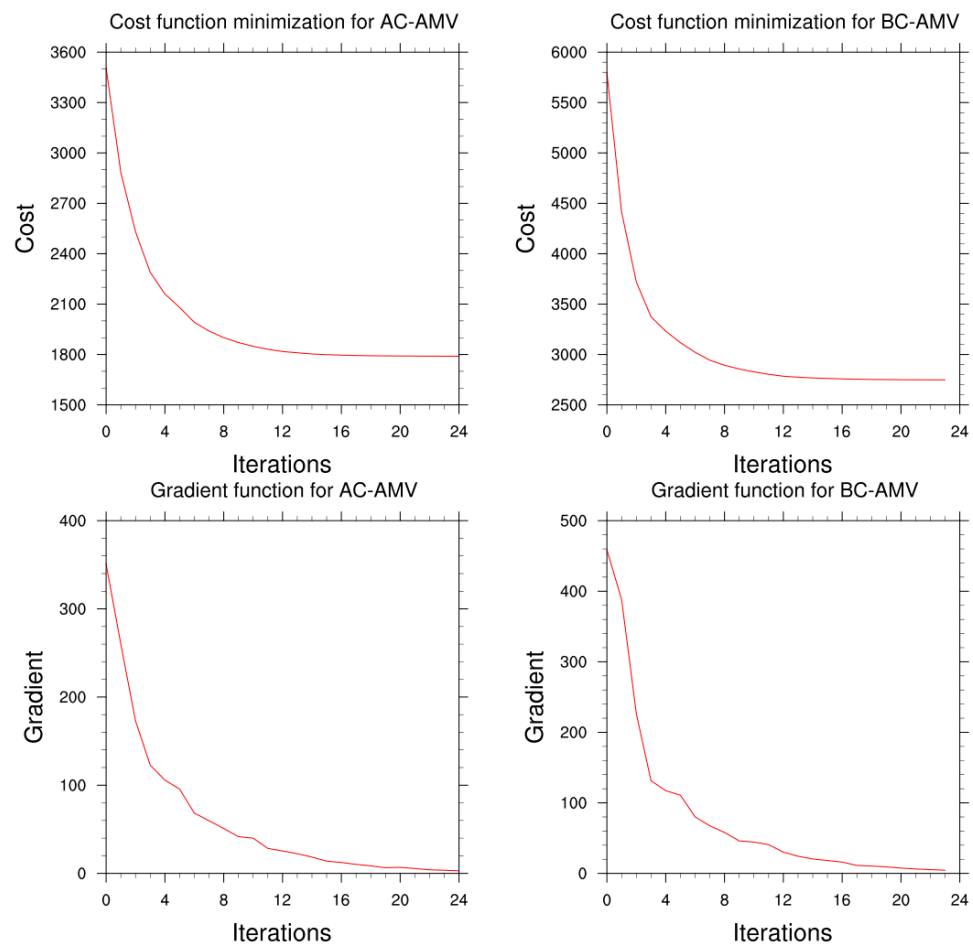 Cost function minimization for AC-AMV
3600
3300
3000
2700
2400
2100
1800
1500
Cost
0 4 8 12 16 20 24
Iterations
Cost function minimization for BC-AMV
6000
5500
5000
4500
4000
3500
3000
2500
Cost
0 4 8 12 16 20 24
Iterations
Gradient function for AC-AMV
400
300
200
100
0
Gradient
0 4 8 12 16 20 24
Iterations
Gradient function for BC-AMV
500
400
300
200
100
0
Gradient
0 4 8 12 16 20 24
Iterations